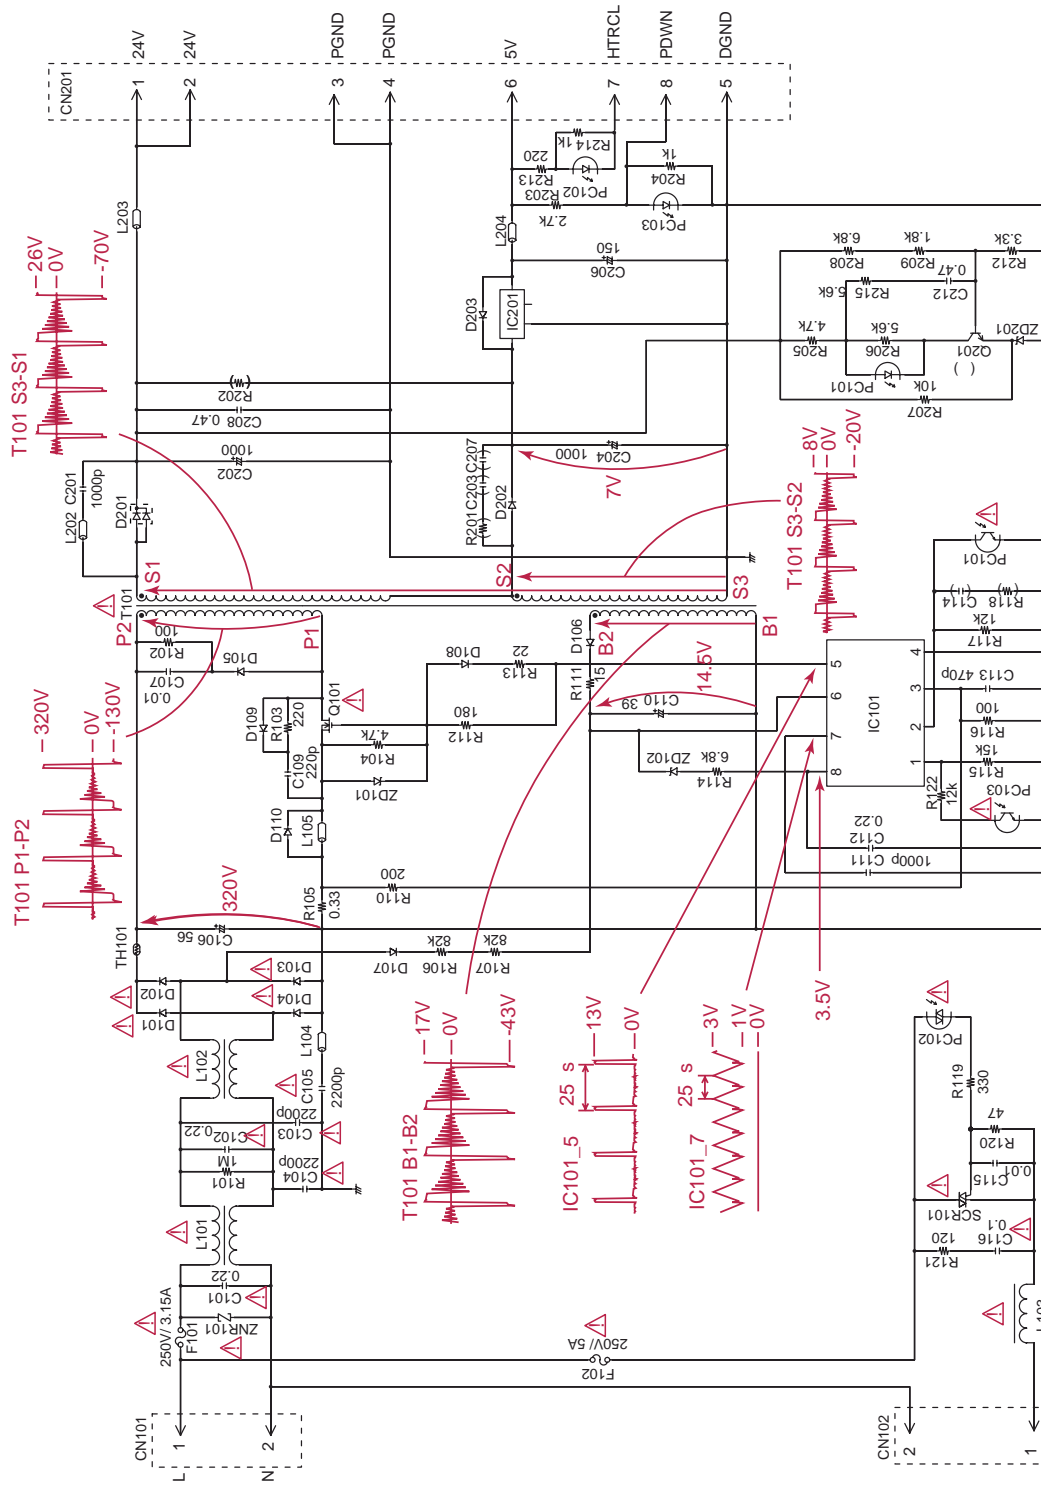 CN201
1
24V
2
24V
3
PGND
4
PGND
6
5V
7
HTRCL
8
PDWN
5
DGND
T101 S3-S1
26V
0V
-70V
L203
L202
C201
1000p
D201
C202
1000
C208 0.47
R202
D203
IC201
L204
C206
150
R213
220
R214 1k
PC102
R203
2.7k
PC103
R204
1k
R201
C203
C207
D202
C204
1000
7V
R208
6.8k
R209
1.8k
R212
3.3k
R215
5.6k
C212
0.47
R205
4.7k
R206
5.6k
PC101
Q201
( )
ZD201
R207
10k
T101 S3-S2
8V
0V
-20V
S1
S2
S3
T101
P2
P1
B2
B1
R102
100
C107
0.01
D105
D109
R103
220
Q101
C109
220p
R104
4.7k
ZD101
D110
L105
R105
0.33
R110
200
R112
180
D108
R113
22
D106
R111
15
C110
39
14.5V
ZD102
R114
6.8k
T101 P1-P2
320V
0V
-130V
320V
C106 56
TH101
D107
R106
82k
R107
82k
IC101
5
6
7
8
4
3
2
1
PC101
C114
R118
R117
12k
C113 470p
R116
100
R115
15k
R122
12k
PC103
C112
0.22
C111
1000p
3.5V
D102
D101
D103
D104
L104
C105
2200p
L102
C103
2200p
C102
0.22
R101
1M
C104
2200p
L101
C101
0.22
ZNR101
250V/ 3.15A
F101
CN101
1
L
2
N
T101 B1-B2
17V
0V
-43V
IC101_5
25 s
13V
0V
IC101_7
25 s
3V
1V
0V
F102
250V/ 5A
PC102
R119
330
R120
47
C115
0.01
SCR101
C116
0.1
R121
120
CN102
2
1